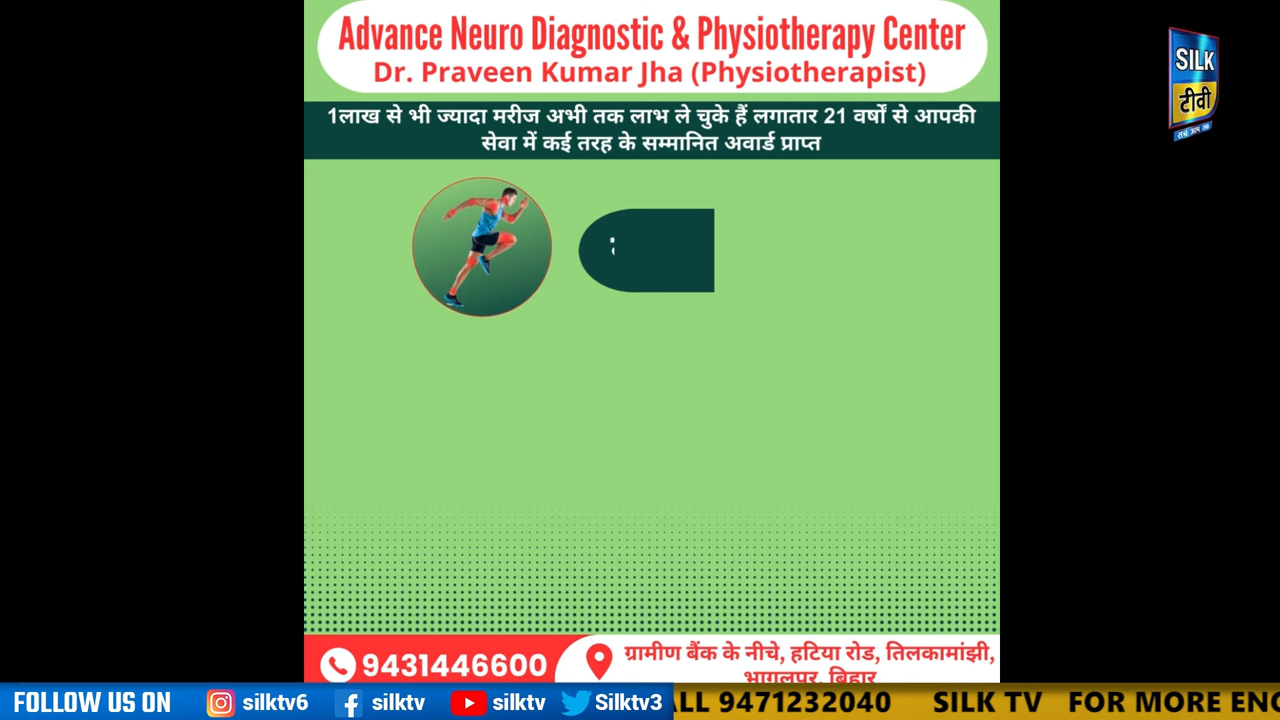 Advance Neuro Diagnostic & Physiotherapy Center
Dr. Praveen Kumar Jha (Physiotherapist)
1लाख से भी ज्यादा मरीज अभी तक लाभ ले चुके हैं लगातार 21 वर्षों से आपकी
सेवा में कई तरह के सम्मानित अवार्ड प्राप्त
SILK
टीवी
9431446600
ग्रामीण बैंक के नीचे, हटिया रोड, तिलकामांझी,
भागलपुर, बिहार
FOLLOW US ON silktv6 silktv silktv Silktv3
9471232040 SILK TV FOR MORE